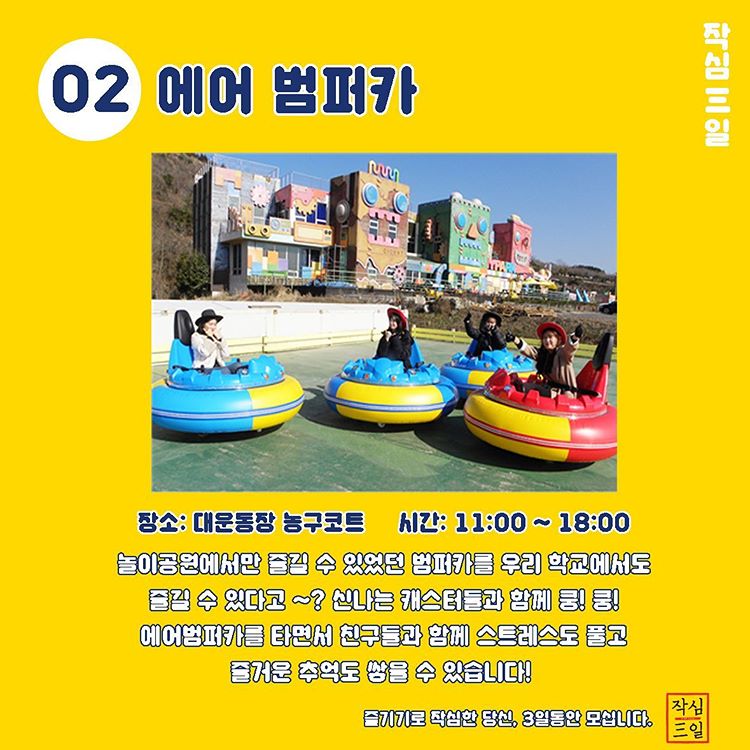 02 에어 범퍼카
작심 三일
장소: 대운동장 농구코트 시간: 11:00 ~ 18:00
놀이공원에서만 즐길 수 있었던 범퍼카를 우리 학교에서도
즐길 수 있다고 ~? 신나는 캐스터들과 함께 쿵! 쿵!
에어범퍼카를 타면서 친구들과 함께 스트레스도 풀고
즐거운 추억도 쌓을 수 있습니다!
즐기기로 작심한 당신, 3일동안 모십니다.
작심
三일